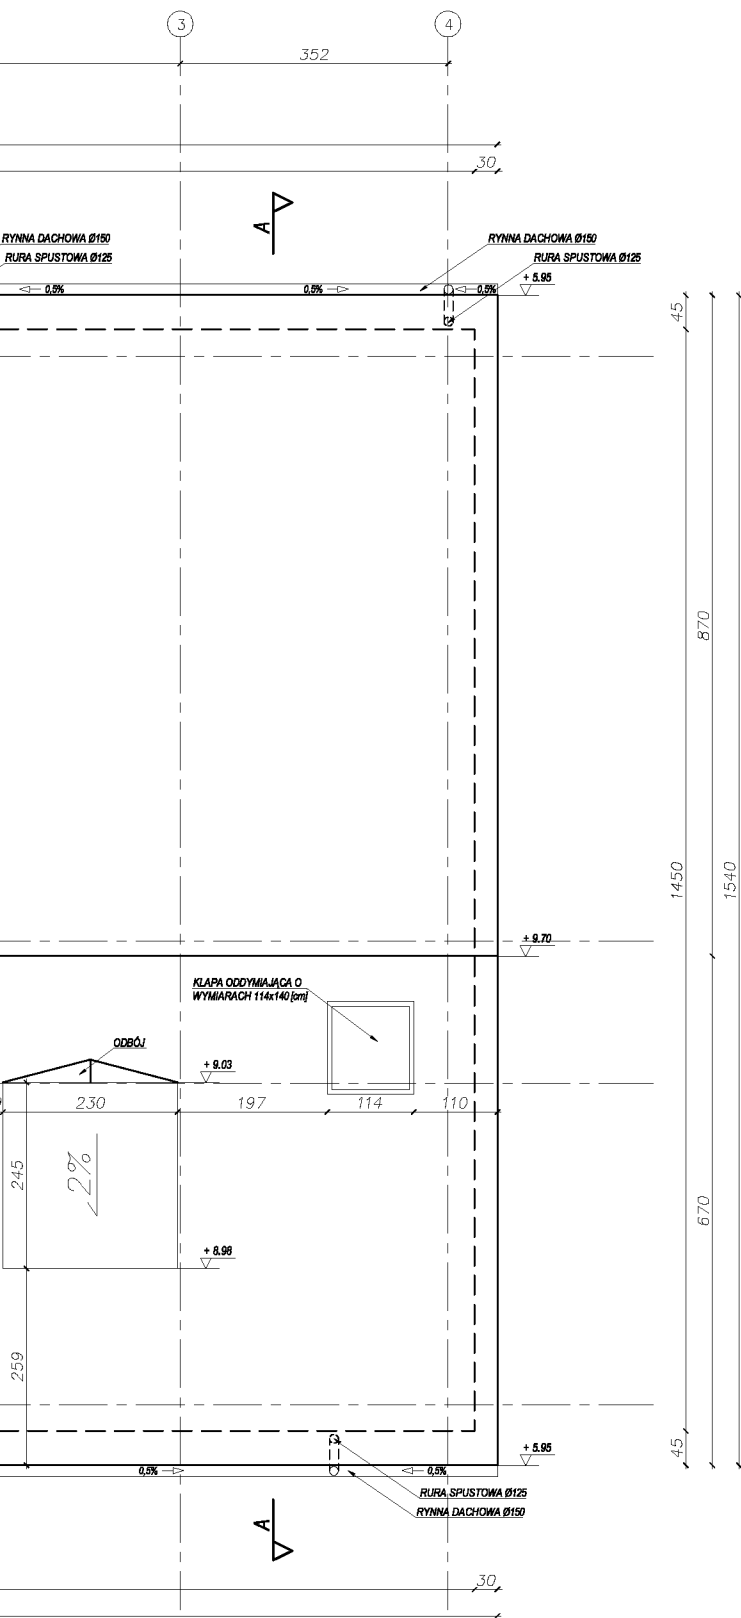 3
4
352
30
A
RYNNA DACHOWA Ø150
RURA SPUSTOWA Ø125
RYNNA DACHOWA Ø150
RURA SPUSTOWA Ø125
+ 5.95
0,5%
0,5%
0,5%
45
870
1450
1540
+ 9.70
KLAPA ODDYMIAJĄCA O
WYMIARACH 114x140 [cm]
ODBÓJ
+ 9.03
230
197
114
110
245
2%
670
+ 8.98
259
+ 5.95
45
0,5%
0,5%
RURA SPUSTOWA Ø125
RYNNA DACHOWA Ø150
A
30